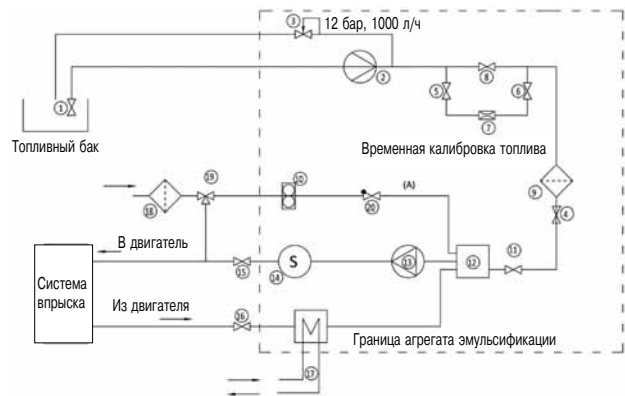 12 бар, 1000 л/ч
3
2
8
1
5
6
7
Топливный бак
Временная калибровка топлива
19
10
(A)
9
18
20
4
В двигатель
11
Система
впрыска
15
S
14
13
12
Из двигателя
16
Граница агрегата эмульсификации
17